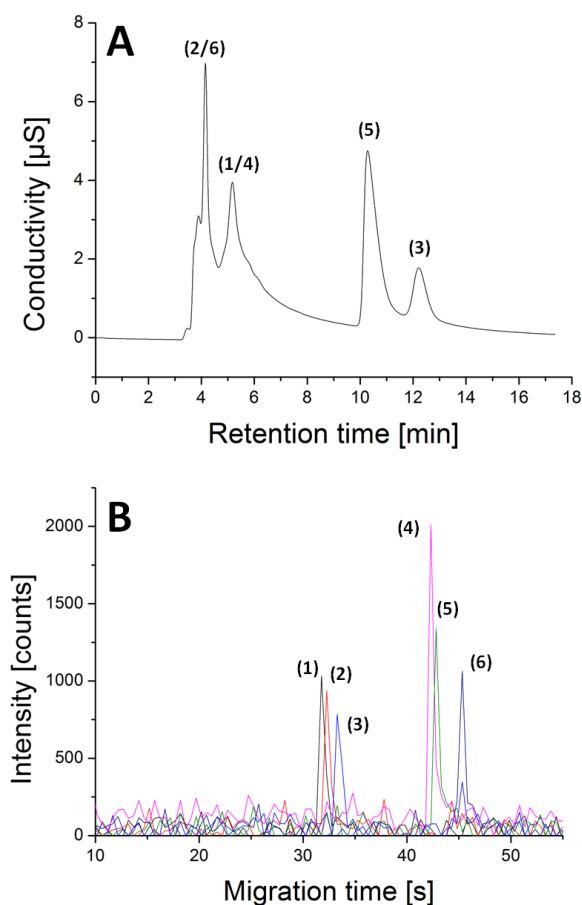 A
(2/6)
(1/4)
(5)
(3)
Conductivity [µS]
8
6
4
2
0
0 2 4 6 8 10 12 14 16 18
Retention time [min]
B
(4)
(5)
(1) (2)
(6)
(3)
Intensity [counts]
2000
1500
1000
500
0
10 20 30 40 50
Migration time [s]